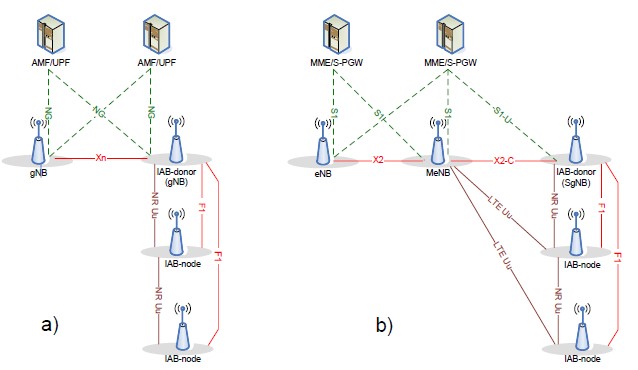 AMF/UPF
AMF/UPF
NG
NG
NG
NG
gNB
Xn
IAB-donor
(gNB)
NR Uu
F1
F1
IAB-node
NR Uu
IAB-node
a)
MME/S-PGW
MME/S-PGW
S1
S1
S1
S1-U
eNB
X2
MeNB
X2-C
IAB-donor
(SgNB)
LTE Uu
LTE Uu
NR Uu
F1
F1
IAB-node
NR Uu
IAB-node
b)